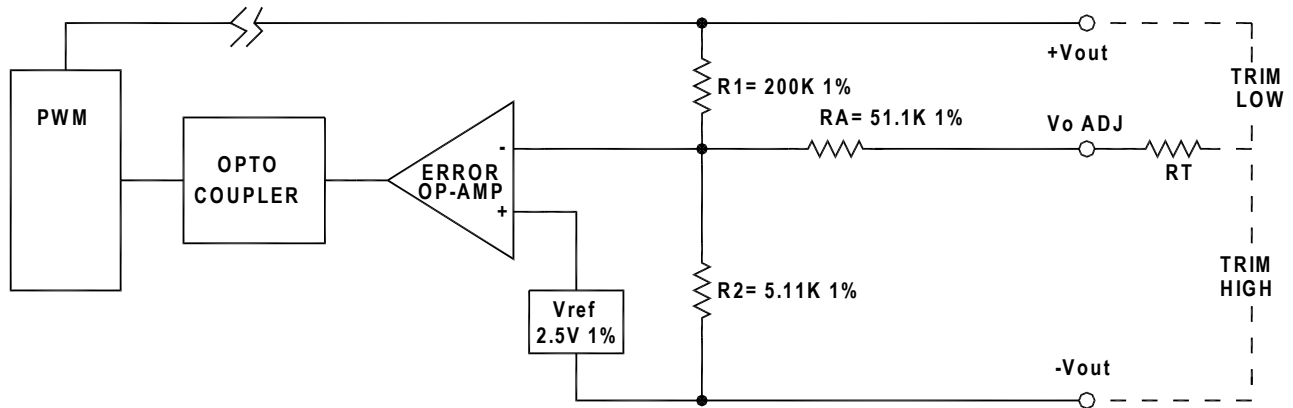 +Vout
R1= 200K 1%
TRIM
LOW
PWM
RA= 51.1K 1%
Vo ADJ
OPTO
COUPLER
-
ERROR
OP-AMP
+
RT
R2= 5.11K 1%
TRIM
HIGH
Vref
2.5V 1%
-Vout